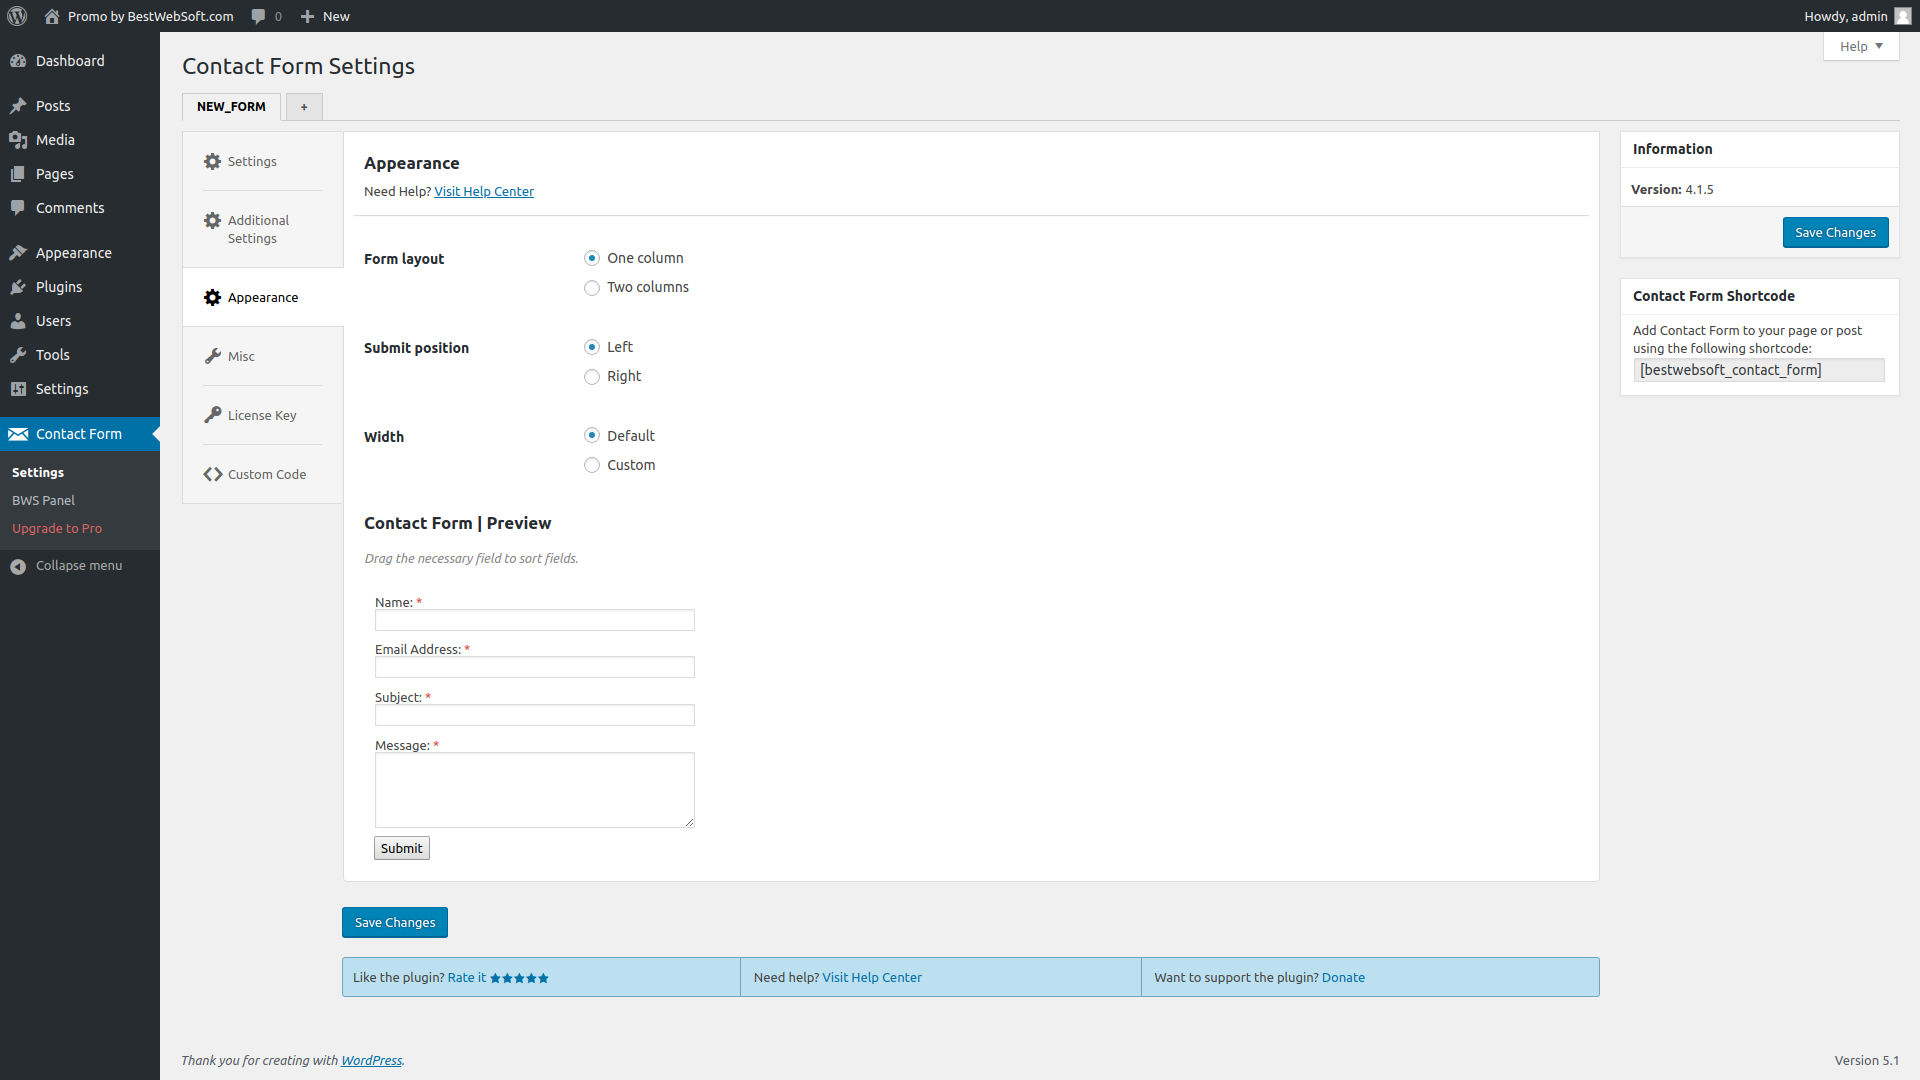 Promo by BestWebSoft.com 0 New Howdy, admin
Help
Dashboard
Posts
Media
Pages
Comments
Appearance
Plugins
Users
Tools
Settings
Contact Form
Settings
BWS Panel
Upgrade to Pro
Collapse menu
Contact Form Settings
NEW_FORM +
Settings
Additional
Settings
Appearance
Misc
License Key
Custom Code
Appearance
Need Help? Visit Help Center
Form layout
One column
Two columns
Submit position
Left
Right
Width
Default
Custom
Contact Form | Preview
Drag the necessary field to sort fields.
Name: *
Email Address: *
Subject: *
Message: *
Submit
Save Changes
Like the plugin? Rate it ★★★★★
Need help? Visit Help Center
Want to support the plugin? Donate
Information
Version: 4.1.5
Save Changes
Contact Form Shortcode
Add Contact Form to your page or post
using the following shortcode:
[bestwebsoft_contact_form]
Thank you for creating with WordPress.
Version 5.1